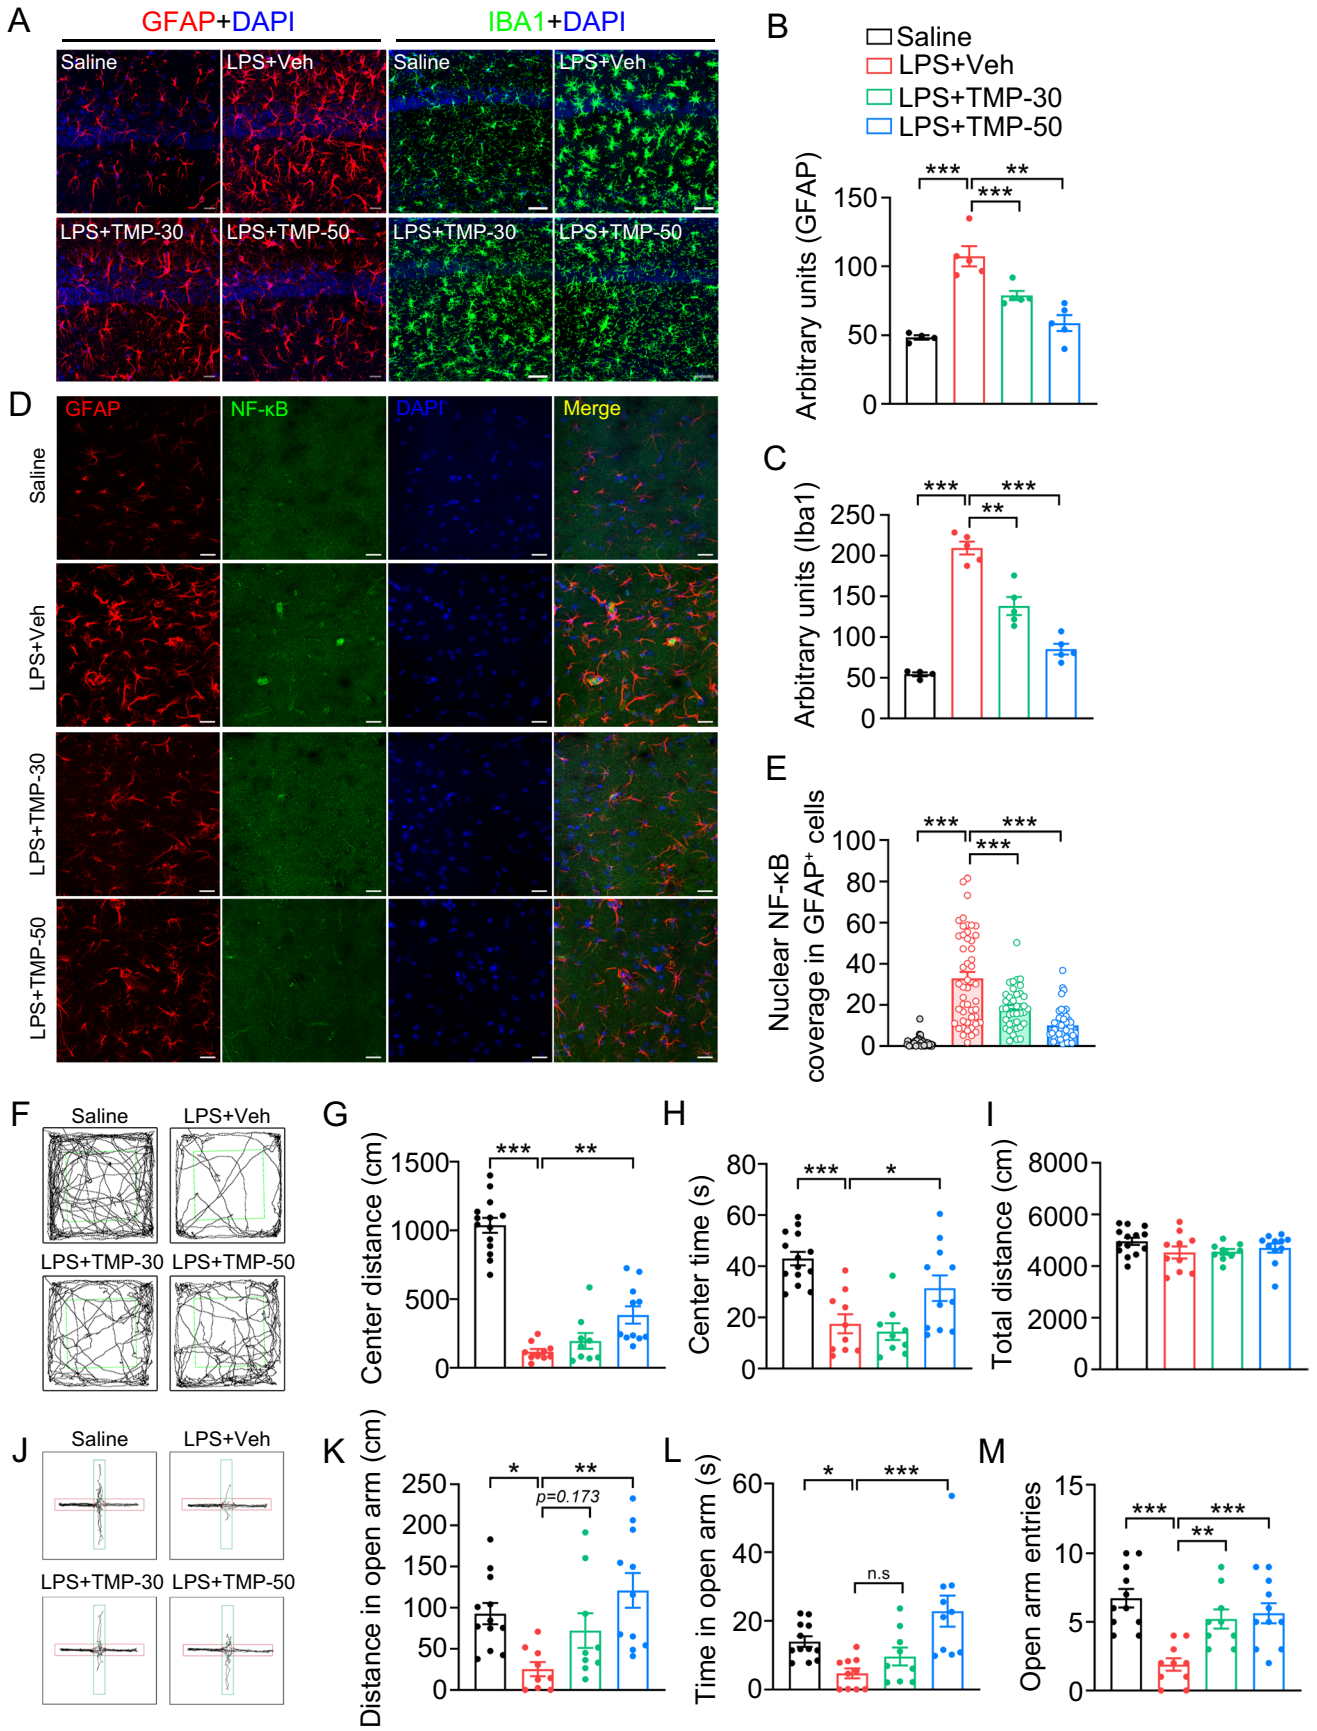 A
GFAP+DAPI
IBA1+DAPI
Saline
LPS+Veh
Saline
LPS+Veh
LPS+TMP-30
LPS+TMP-50
LPS+TMP-30
LPS+TMP-50
B
Saline
LPS+Veh
LPS+TMP-30
LPS+TMP-50
Arbitrary units (GFAP)
150
100
50
0
***
**
***
C
Arbitrary units (Iba1)
250
200
150
100
50
0
***
***
**
D
GFAP
NF-κB
DAPI
Merge
Saline
LPS+Veh
LPS+TMP-30
LPS+TMP-50
E
Nuclear NF-κB
coverage in GFAP⁺ cells
100
80
60
40
20
0
***
***
***
F
Saline
LPS+Veh
LPS+TMP-30
LPS+TMP-50
G
Center distance (cm)
1500
1000
500
0
***
**
H
Center time (s)
80
60
40
20
0
***
*
I
Total distance (cm)
8000
6000
4000
2000
0
J
Saline
LPS+Veh
LPS+TMP-30
LPS+TMP-50
K
Distance in open arm (cm)
250
200
150
100
50
0
*
**
p=0.173
L
Time in open arm (s)
60
40
20
0
*
***
n.s
M
Open arm entries
15
10
5
0
***
***
**